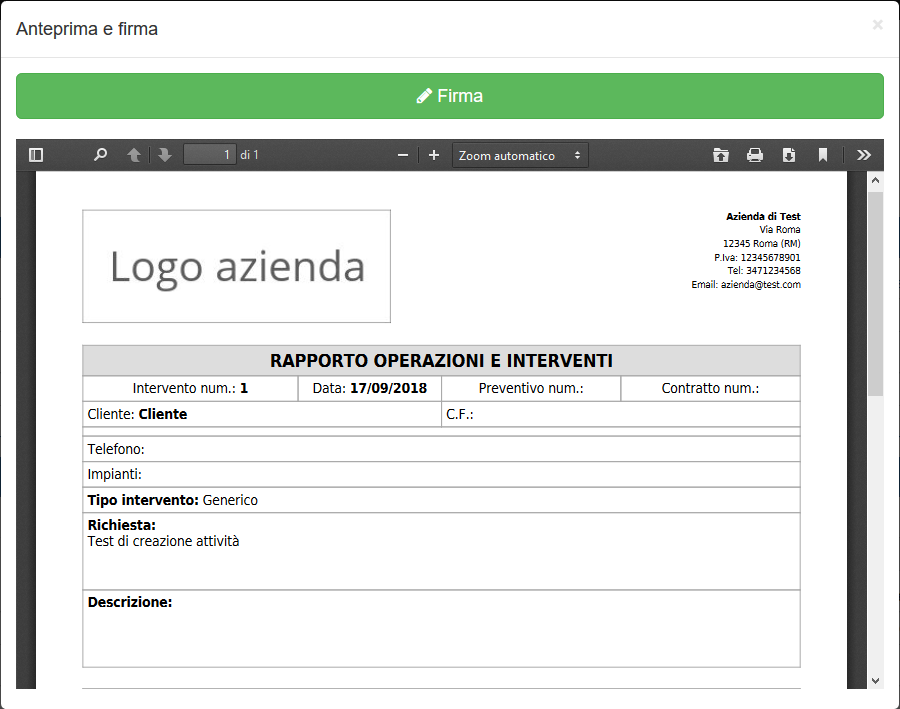 Anteprima e firma
×
Firma
1 di 1
Zoom automatico
Logo azienda
Azienda di Test
Via Roma
12345 Roma (RM)
P.Iva: 12345678901
Tel: 3471234568
Email: azienda@test.com
RAPPORTO OPERAZIONI E INTERVENTI
Intervento num.: 1 Data: 17/09/2018 Preventivo num.: Contratto num.:
Cliente: Cliente C.F.:
Telefono:
Impianti:
Tipo intervento: Generico
Richiesta:
Test di creazione attività
Descrizione: